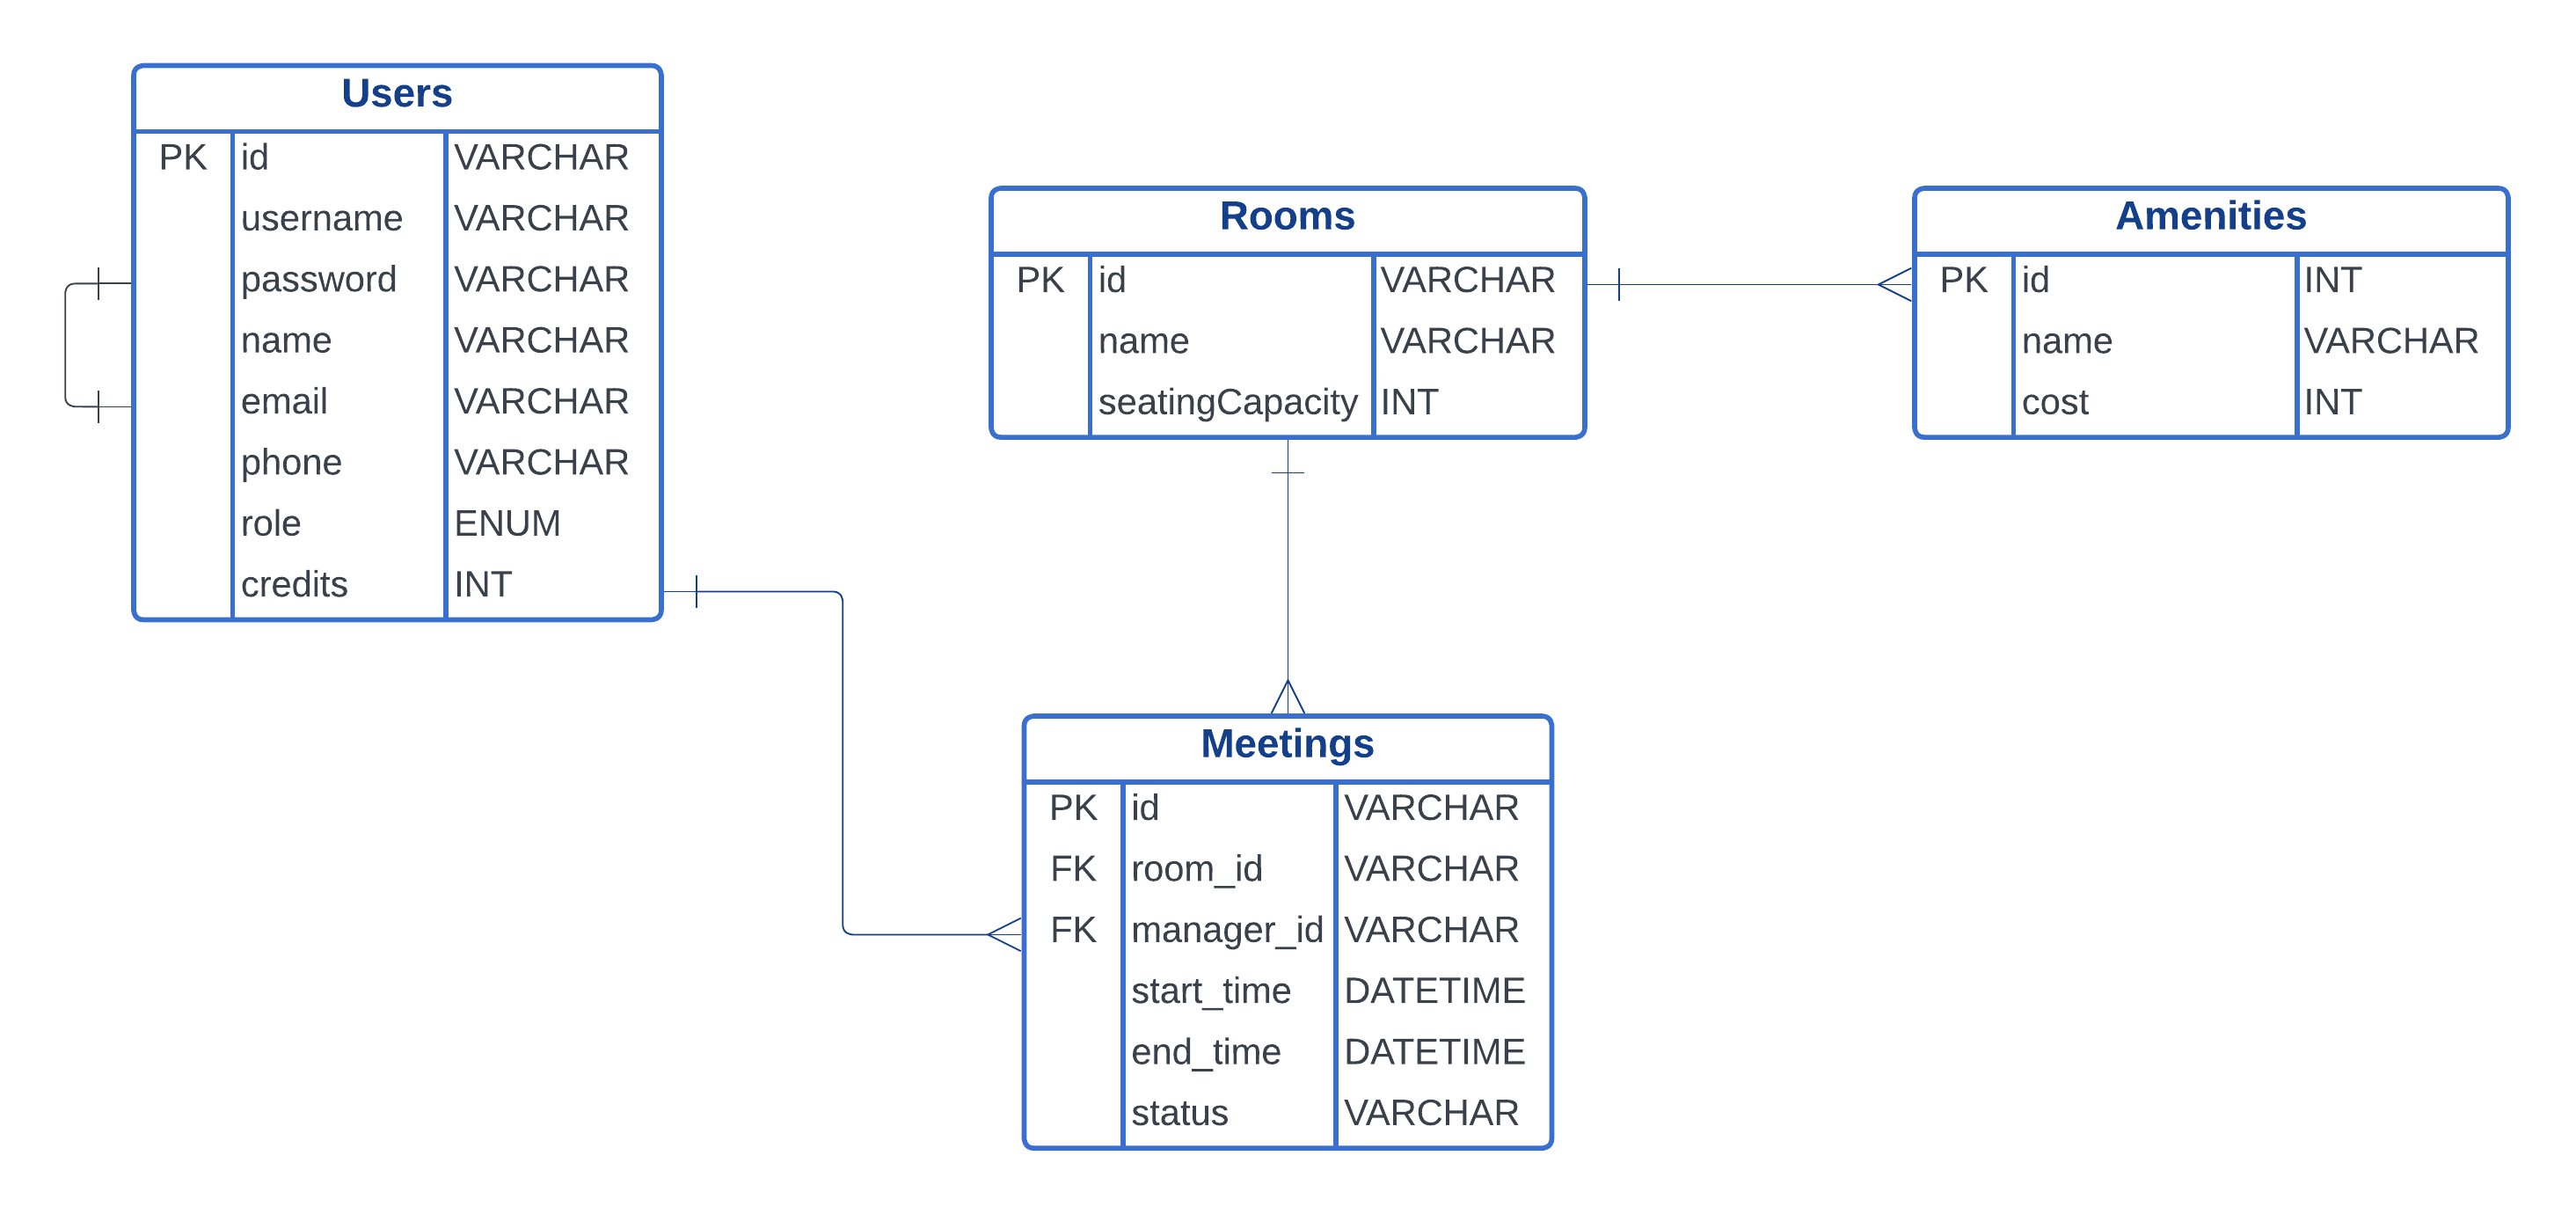 Users
PK id VARCHAR
username VARCHAR
password VARCHAR
name VARCHAR
email VARCHAR
phone VARCHAR
role ENUM
credits INT
Rooms
PK id VARCHAR
name VARCHAR
seatingCapacity INT
Amenities
PK id INT
name VARCHAR
cost INT
Meetings
PK id VARCHAR
FK room_id VARCHAR
FK manager_id VARCHAR
start_time DATETIME
end_time DATETIME
status VARCHAR